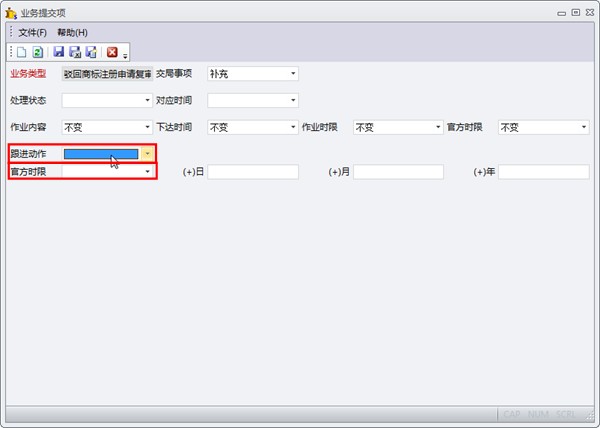 业务提交项
文件(F) 帮助(H)
业务类型 驳回商标注册申请复审 交局事项 补充
处理状态 对应时间
作业内容 不变 下达时间 不变 作业时限 不变 官方时限 不变
跟进动作
官方时限 (+)日 (+)月 (+)年
CAP NUM SCRL